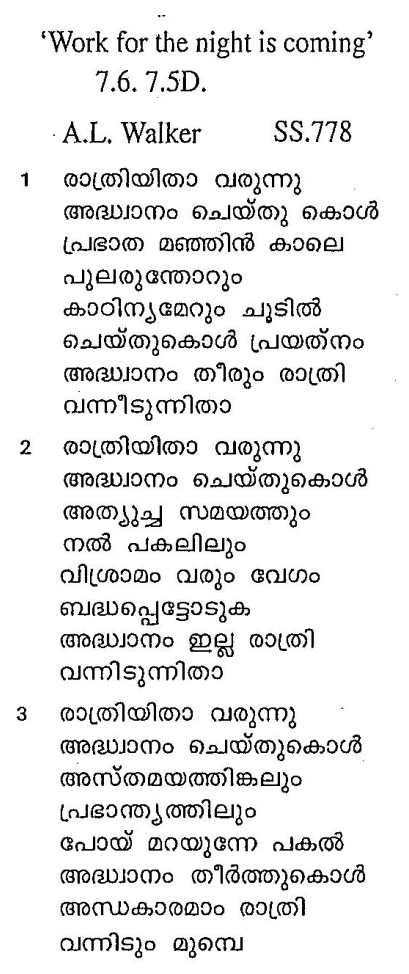 ‘Work for the night is coming’
7.6. 7.5D.
A.L. Walker SS.778
1 രാത്രിയിതാ വരുന്നു
അദ്ധ്വാനം ചെയ്തു കൊൾ
പ്രഭാത മഞ്ഞിൻ കാലെ
പുലരുന്തോറും
കാഠിന്യമേറും ചൂടിൽ
ചെയ്തുകൊൾ പ്രയത്നം
അദ്ധ്വാനം തീരും രാത്രി
വന്നീടുന്നിതാ
2 രാത്രിയിതാ വരുന്നു
അദ്ധ്വാനം ചെയ്തുകൊൾ
അത്യുച്ച സമയത്തും
നൽ പകലിലും
വിശ്രാമം വരും വേഗം
ബദ്ധപ്പെട്ടോടുക
അദ്ധ്വാനം ഇല്ല രാത്രി
വന്നിടുന്നിതാ
3 രാത്രിയിതാ വരുന്നു
അദ്ധ്വാനം ചെയ്തുകൊൾ
അസ്തമയത്തിങ്കലും
പ്രഭാന്ത്യത്തിലും
പോയ് മറയുന്നേ പകൽ
അദ്ധ്വാനം തീർത്തുകൊൾ
അന്ധകാരമാം രാത്രി
വന്നിടും മുമ്പെ